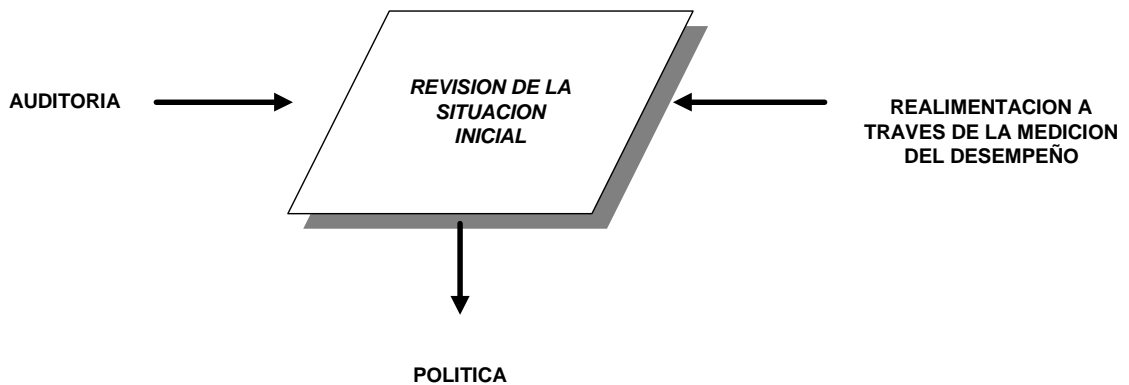 REVISION DE LA
SITUACION
INICIAL
AUDITORIA
REALIMENTACION A
TRAVES DE LA MEDICION
DEL DESEMPEÑO
POLITICA